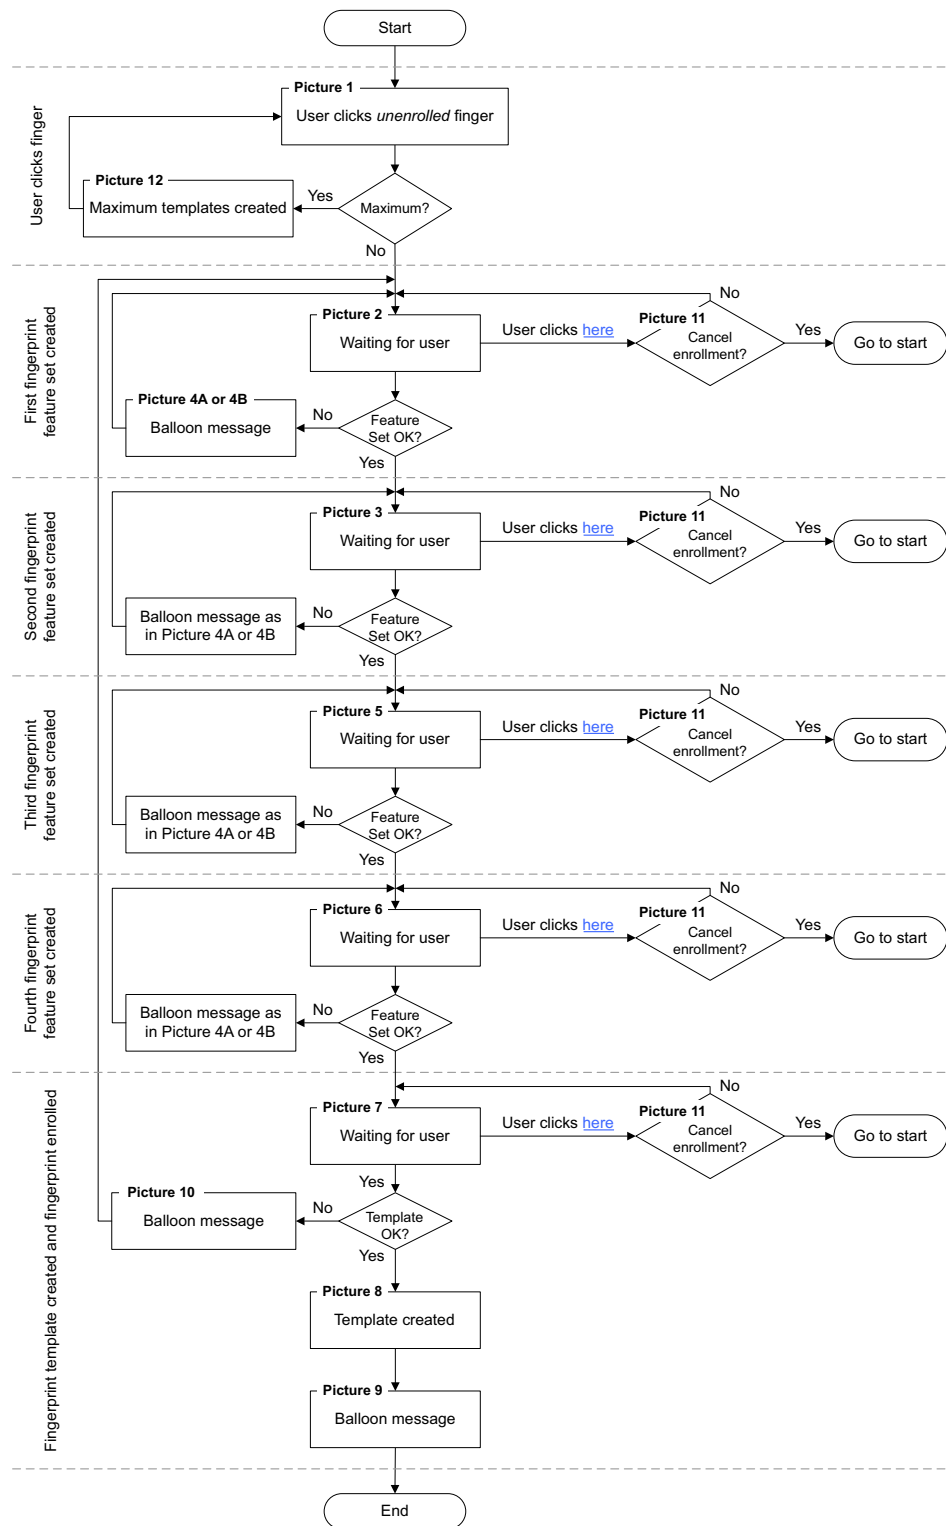 Start
User clicks finger
Picture 1
User clicks unenrolled finger
Picture 12
Maximum templates created
Yes
Maximum?
No
First fingerprint
feature set created
No
Picture 2
Waiting for user
User clicks here
Picture 11
Cancel
enrollment?
Yes
Go to start
Picture 4A or 4B
Balloon message
No
Feature
Set OK?
Yes
Second fingerprint
feature set created
No
Picture 3
Waiting for user
User clicks here
Picture 11
Cancel
enrollment?
Yes
Go to start
Balloon message as
in Picture 4A or 4B
No
Feature
Set OK?
Yes
Third fingerprint
feature set created
No
Picture 5
Waiting for user
User clicks here
Picture 11
Cancel
enrollment?
Yes
Go to start
Balloon message as
in Picture 4A or 4B
No
Feature
Set OK?
Yes
Fourth fingerprint
feature set created
No
Picture 6
Waiting for user
User clicks here
Picture 11
Cancel
enrollment?
Yes
Go to start
Balloon message as
in Picture 4A or 4B
No
Feature
Set OK?
Yes
Fingerprint template created and fingerprint enrolled
No
Picture 7
Waiting for user
User clicks here
Picture 11
Cancel
enrollment?
Yes
Go to start
Yes
Picture 10
Balloon message
No
Template
OK?
Yes
Picture 8
Template created
Picture 9
Balloon message
End